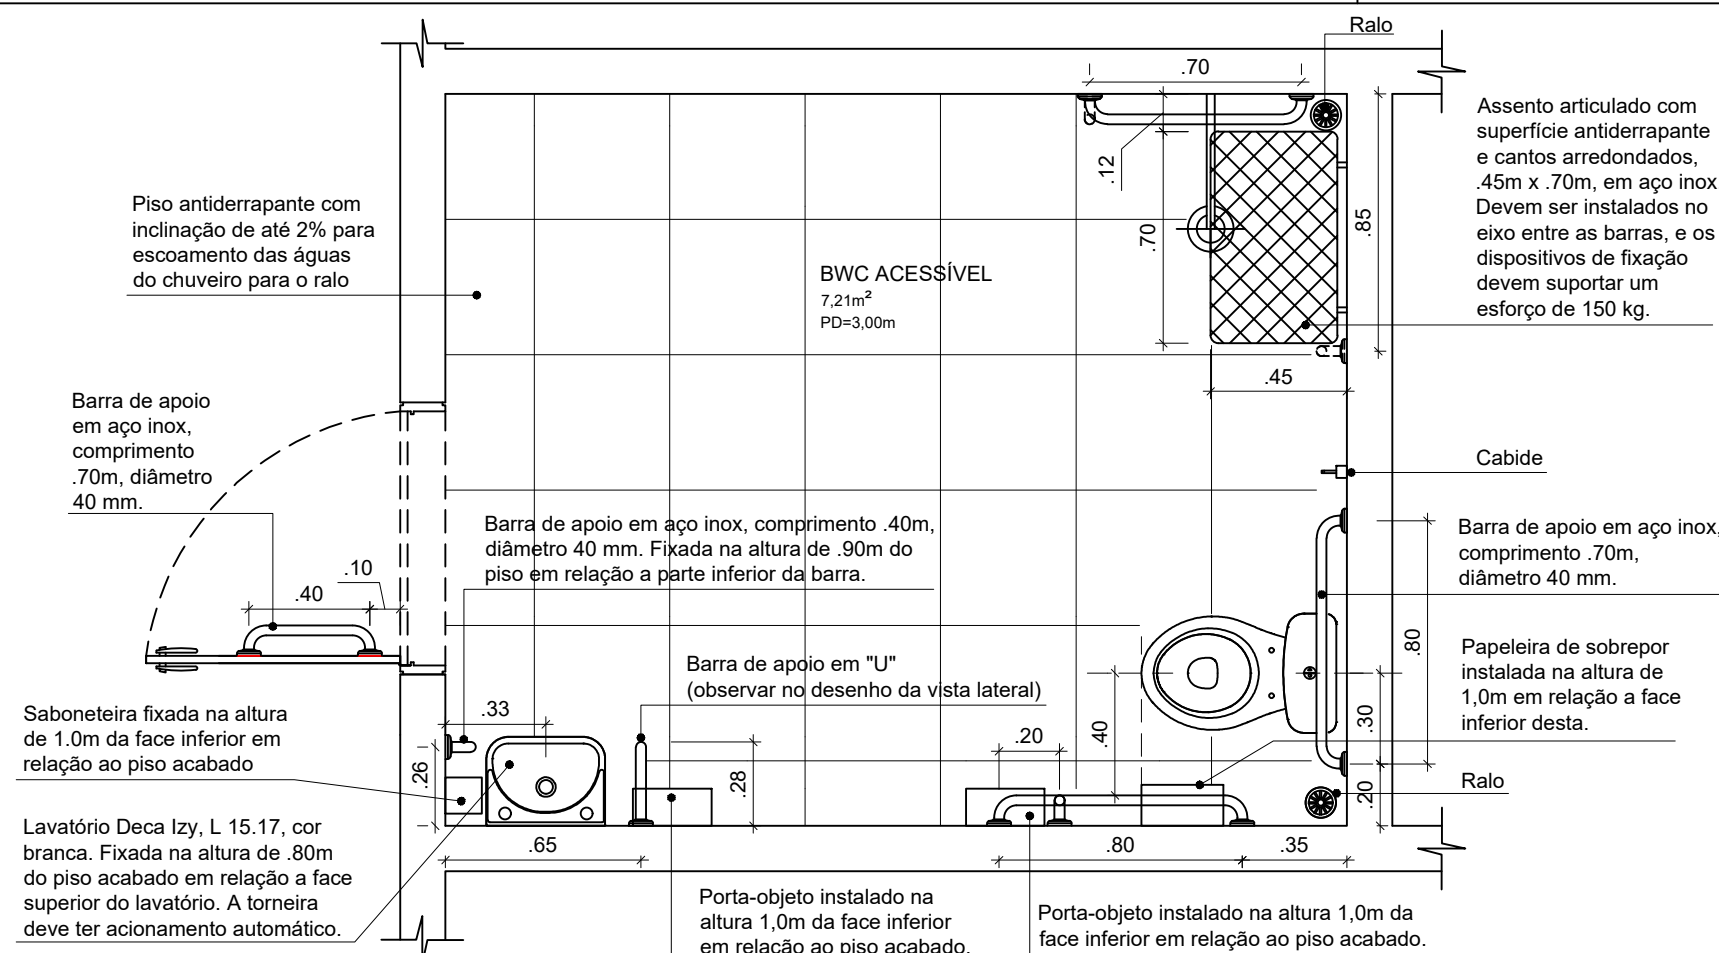 Ralo
.70
Assento articulado com
superfície antiderrapante
e cantos arredondados,
.45m x .70m, em aço inox
Devem ser instalados no
eixo entre as barras, e os
dispositivos de fixação
devem suportar um
esforço de 150 kg.
.12
.70
.85
.45
Piso antiderrapante com
inclinação de até 2% para
escoamento das águas
do chuveiro para o ralo
BWC ACESSÍVEL
7,21m²
PD=3,00m
Barra de apoio
em aço inox,
comprimento
.70m, diâmetro
40 mm.
Cabide
Barra de apoio em aço inox, comprimento .40m,
diâmetro 40 mm. Fixada na altura de .90m do
piso em relação a parte inferior da barra.
Barra de apoio em aço inox,
comprimento .70m,
diâmetro 40 mm.
.10
.40
.80
Barra de apoio em "U"
(observar no desenho da vista lateral)
Papeleira de sobrepor
instalada na altura de
1,0m em relação a face
inferior desta.
Saboneteira fixada na altura
de 1.0m da face inferior em
relação ao piso acabado
.33
.26
.28
.20
.40
.30
.20
Ralo
Lavatório Deca Izy, L 15.17, cor
branca. Fixada na altura de .80m
do piso acabado em relação a face
superior do lavatório. A torneira
deve ter acionamento automático.
.65
.80
.35
Porta-objeto instalado na
altura 1,0m da face inferior
em relação ao piso acabado.
Porta-objeto instalado na altura 1,0m da
face inferior em relação ao piso acabado.